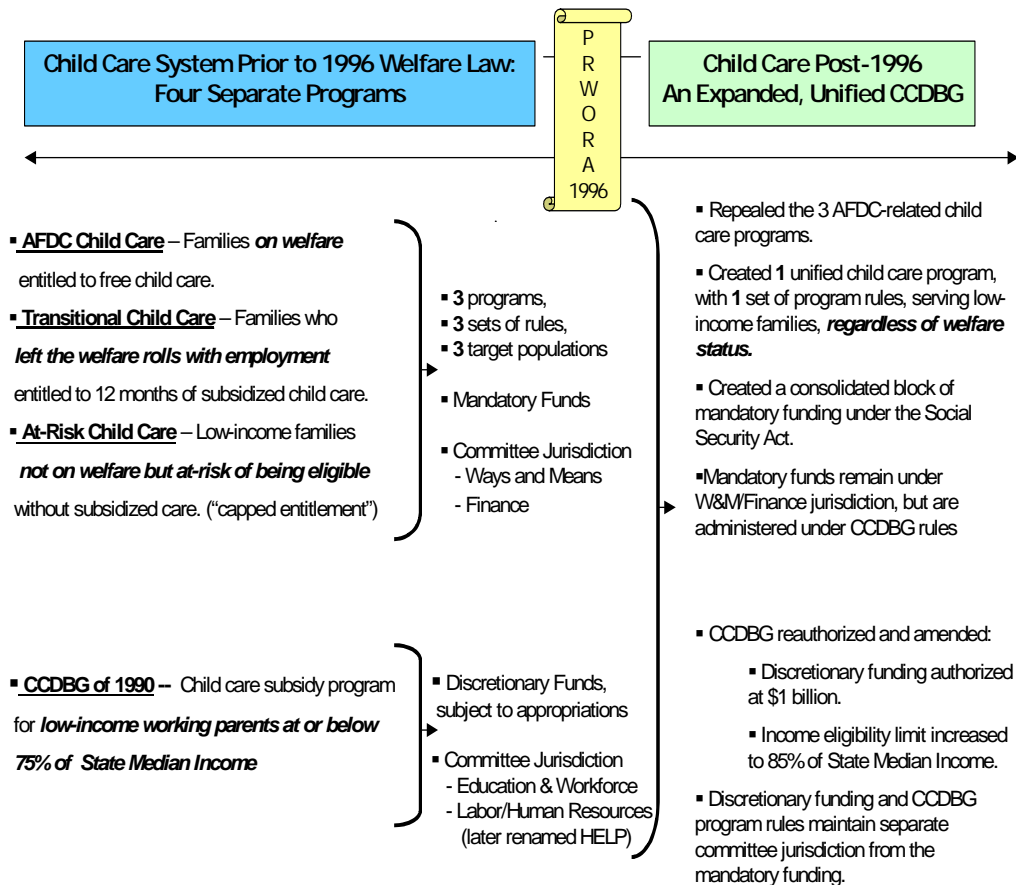 Child Care System Prior to 1996 Welfare Law:
Four Separate Programs
P
R
W
O
R
A
1996
Child Care Post-1996
An Expanded, Unified CCDBG
▪ AFDC Child Care – Families on welfare
entitled to free child care.
▪ Transitional Child Care – Families who
left the welfare rolls with employment
entitled to 12 months of subsidized child care.
▪ At-Risk Child Care – Low-income families
not on welfare but at-risk of being eligible
without subsidized care. (“capped entitlement”)
▪ 3 programs,
▪ 3 sets of rules,
▪ 3 target populations
▪ Mandatory Funds
▪ Committee Jurisdiction
- Ways and Means
- Finance
▪ Repealed the 3 AFDC-related child
care programs.
▪ Created 1 unified child care program,
with 1 set of program rules, serving low-
income families, regardless of welfare
status.
▪ Created a consolidated block of
mandatory funding under the Social
Security Act.
▪Mandatory funds remain under
W&M/Finance jurisdiction, but are
administered under CCDBG rules
▪ CCDBG of 1990 -- Child care subsidy program
for low-income working parents at or below
75% of State Median Income
▪ Discretionary Funds,
subject to appropriations
▪ Committee Jurisdiction
- Education & Workforce
- Labor/Human Resources
(later renamed HELP)
▪ CCDBG reauthorized and amended:
▪ Discretionary funding authorized
at $1 billion.
▪ Income eligibility limit increased
to 85% of State Median Income.
▪ Discretionary funding and CCDBG
program rules maintain separate
committee jurisdiction from the
mandatory funding.